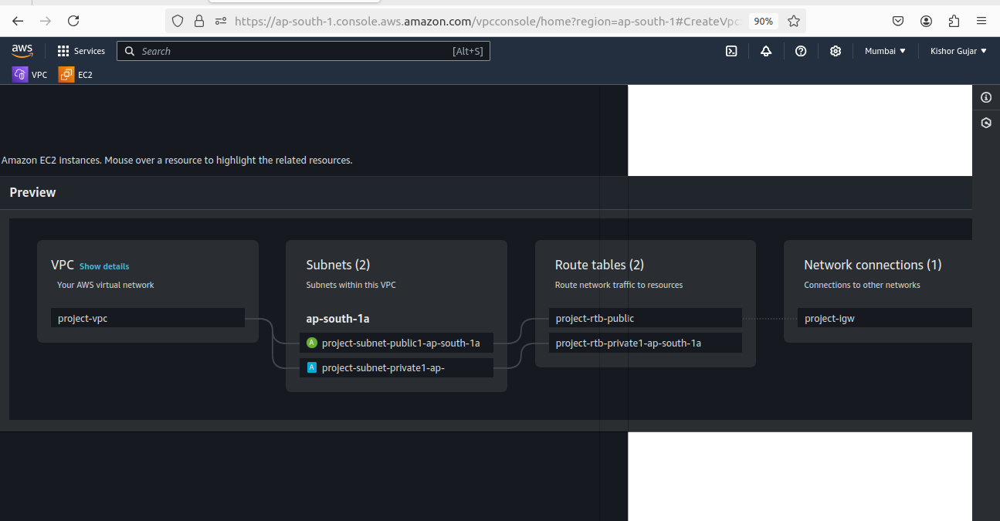 https://ap-south-1.console.aws.amazon.com/vpcconsole/home?region=ap-south-1#CreateVpc:
90%
aws
Services
Search
[Alt+S]
Mumbai
Kishor Gujar
VPC
EC2
Amazon EC2 instances. Mouse over a resource to highlight the related resources.
Preview
VPC Show details
Your AWS virtual network
project-vpc
Subnets (2)
Subnets within this VPC
ap-south-1a
A project-subnet-public1-ap-south-1a
A project-subnet-private1-ap-
Route tables (2)
Route network traffic to resources
project-rtb-public
project-rtb-private1-ap-south-1a
Network connections (1)
Connections to other networks
project-igw